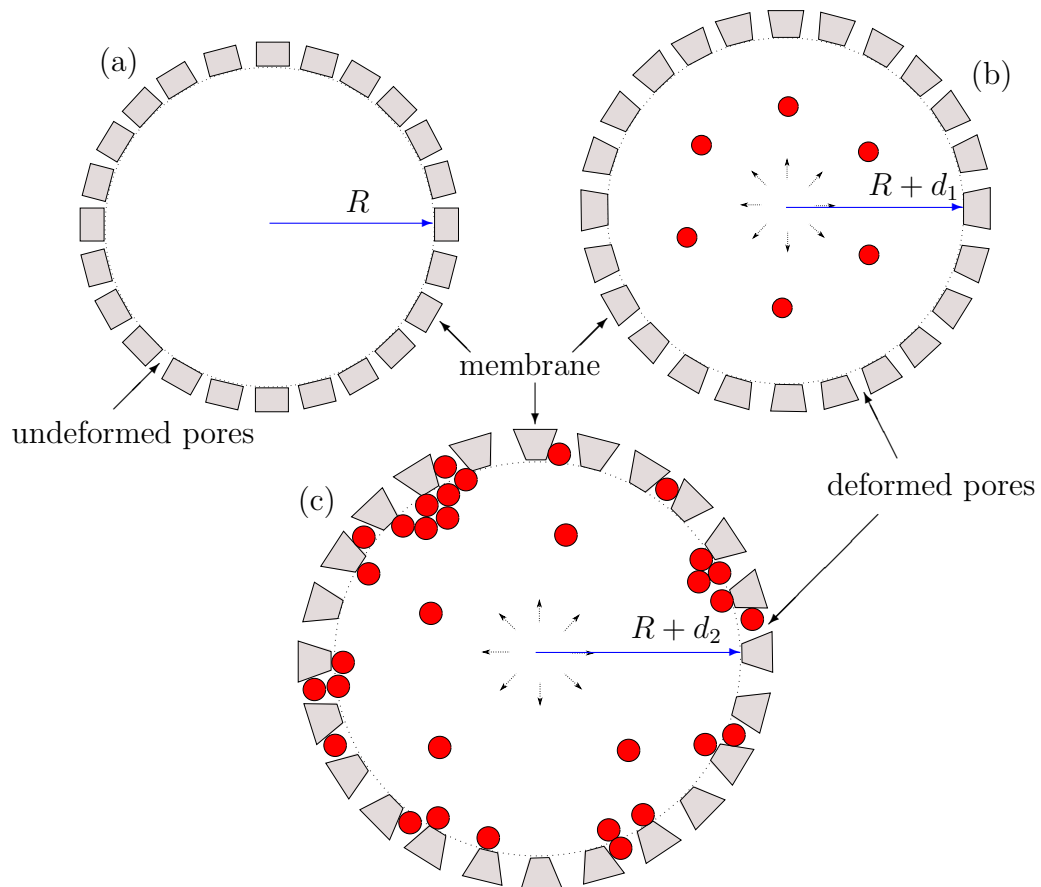 (a)
(b)
R
R + d₁
membrane
undeformed pores
deformed pores
(c)
R + d₂